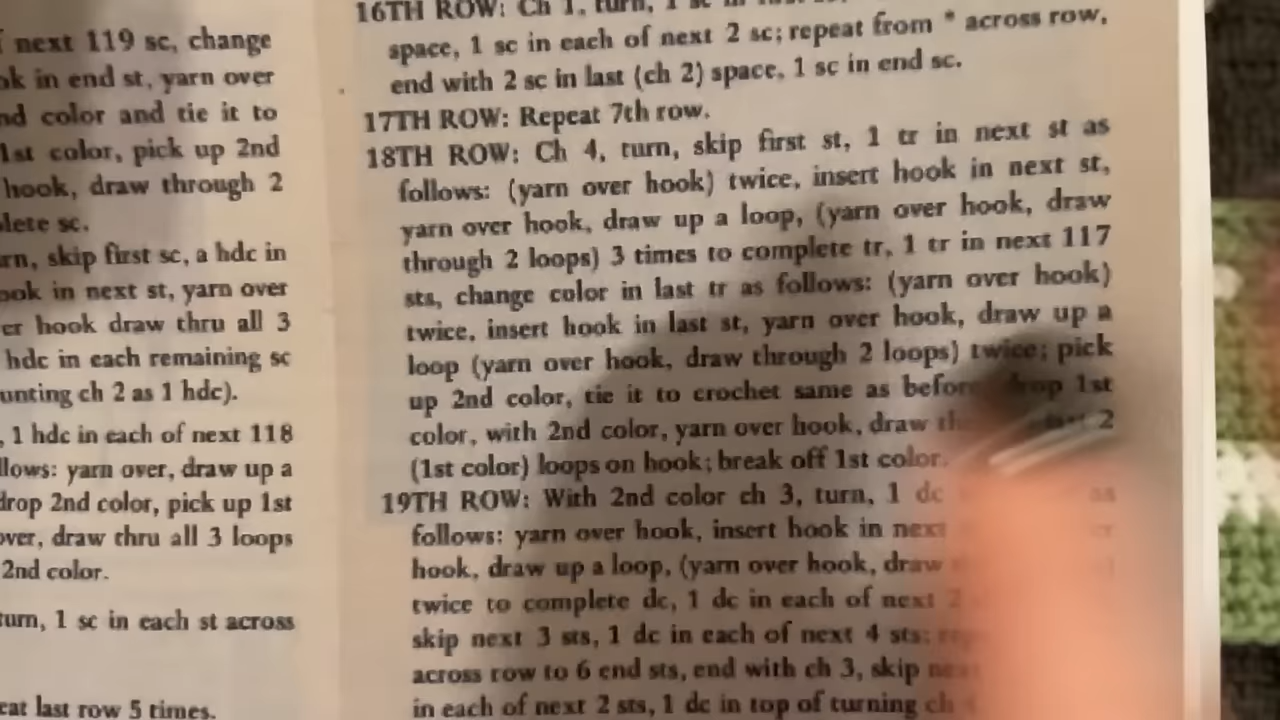 next 119 sc, change
ok in end st, yarn over
nd color and tie it to
1st color, pick up 2nd
hook, draw through 2
lete sc.
rn, skip first sc, a hdc in
ook in next st, yarn over
er hook draw thru all 3
hdc in each remaining sc
unting ch 2 as 1 hdc).
, 1 hdc in each of next 118
llows: yarn over, draw up a
drop 2nd color, pick up 1st
over, draw thru all 3 loops
2nd color.
turn, 1 sc in each st across
eat last row 5 times.
16TH ROW: Ch 1, turn, 1 sc in
space, 1 sc in each of next 2 sc; repeat from * across row,
end with 2 sc in last (ch 2) space, 1 sc in end sc.
17TH ROW: Repeat 7th row.
18TH ROW: Ch 4, turn, skip first st, 1 tr in next st as
follows: (yarn over hook) twice, insert hook in next st,
yarn over hook, draw up a loop, (yarn over hook, draw
through 2 loops) 3 times to complete tr, 1 tr in next 117
sts, change color in last tr as follows: (yarn over hook)
twice, insert hook in last st, yarn over hook, draw up a
loop (yarn over hook, draw through 2 loops) twice; pick
up 2nd color, tie it to crochet same as before, drop 1st
color, with 2nd color, yarn over hook, draw last 2
(1st color) loops on hook; break off 1st color.
19TH ROW: With 2nd color ch 3, turn, 1 dc as
follows: yarn over hook, insert hook in next
hook, draw up a loop, (yarn over hook, draw
twice to complete dc, 1 dc in each of next 2
skip next 3 sts, 1 dc in each of next 4 sts;
across row to 6 end sts, end with ch 3, skip
in each of next 2 sts, 1 dc in top of turning ch